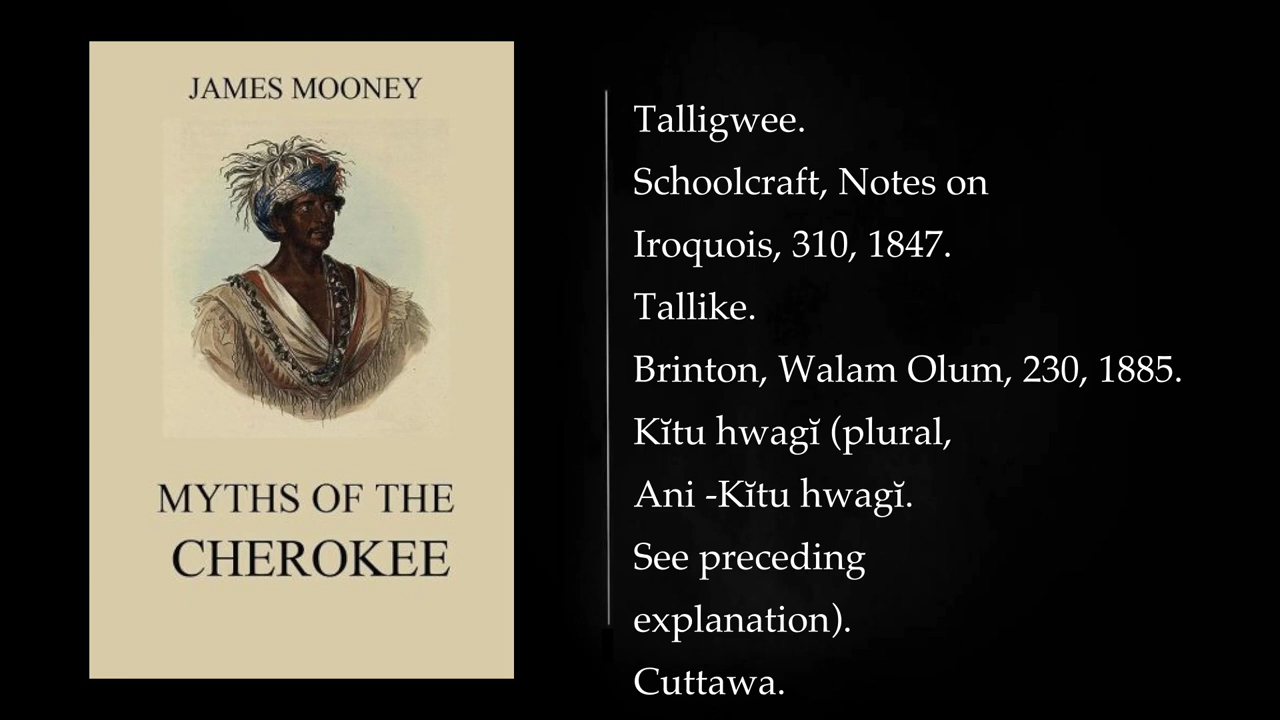 JAMES MOONEY
MYTHS OF THE
CHEROKEE
Talligwee.
Schoolcraft, Notes on
Iroquois, 310, 1847.
Tallike.
Brinton, Walam Olum, 230, 1885.
Kĭtu hwagĭ (plural,
Ani -Kĭtu hwagĭ.
See preceding
explanation).
Cuttawa.